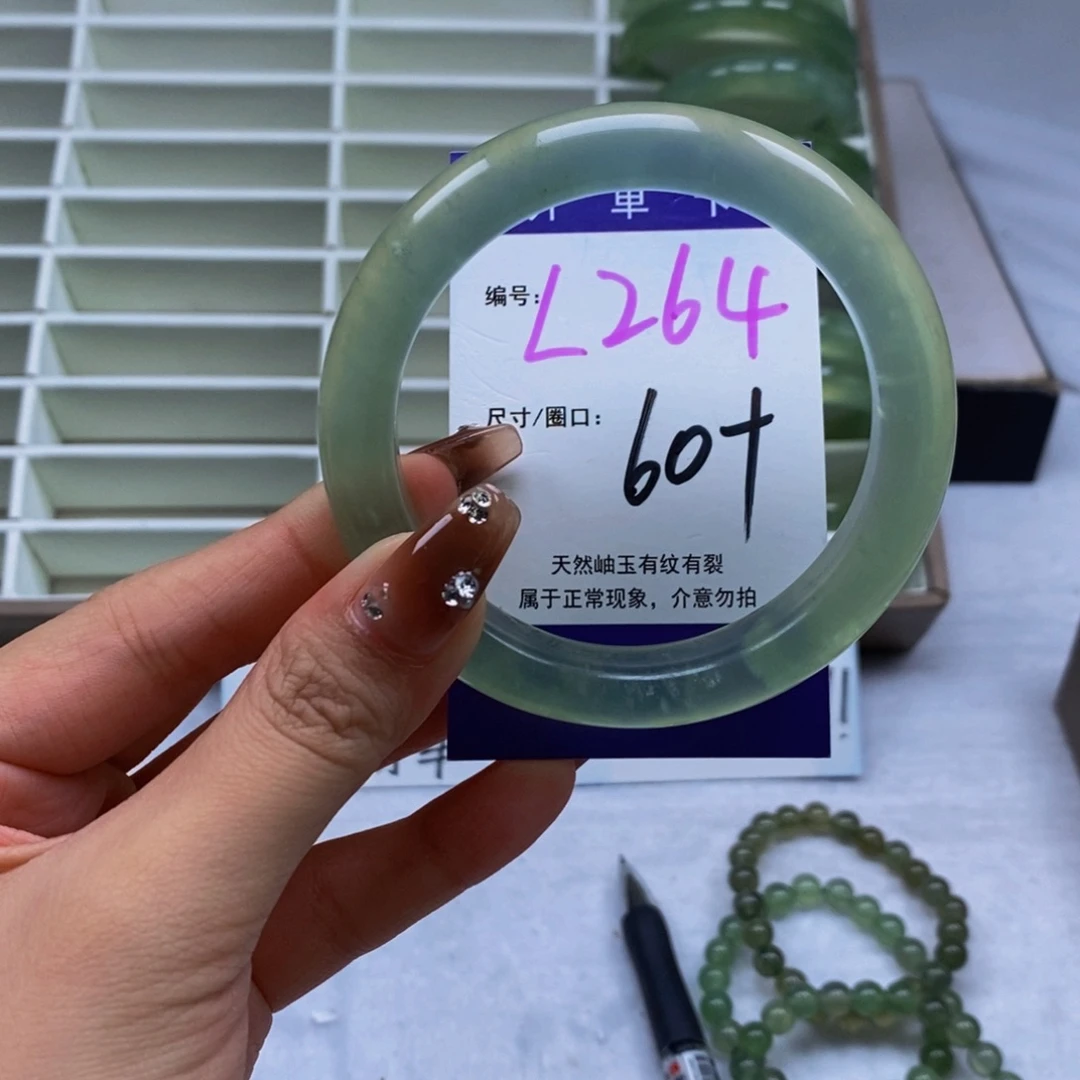 单卡
编号: L264
尺寸/圈口: 60+
天然岫玉有纹有裂
属于正常现象，介意勿拍